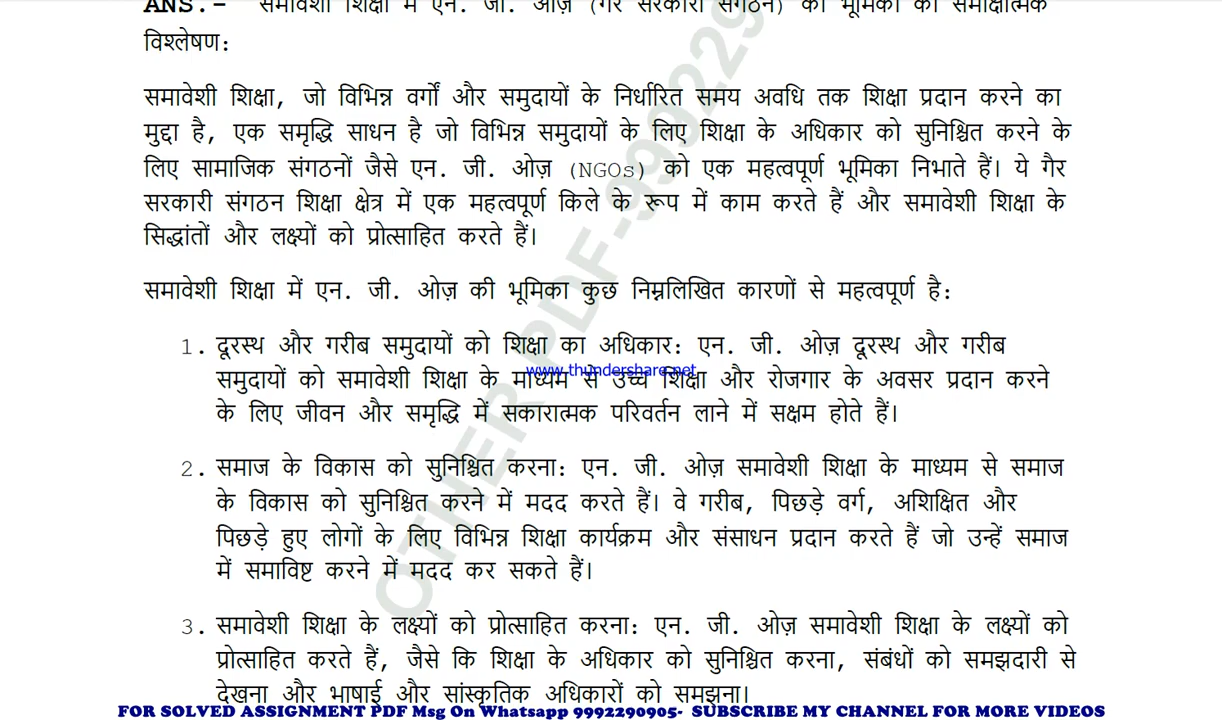 ANS.- समावेशी शिक्षा में एन. जी. ओज़ (गैर सरकारी संगठन) की भूमिका का समीक्षात्मक
विश्लेषण:
समावेशी शिक्षा, जो विभिन्न वर्गों और समुदायों के निर्धारित समय अवधि तक शिक्षा प्रदान करने का
मुद्दा है, एक समृद्धि साधन है जो विभिन्न समुदायों के लिए शिक्षा के अधिकार को सुनिश्चित करने के
लिए सामाजिक संगठनों जैसे एन. जी. ओज़ (NGOs) को एक महत्वपूर्ण भूमिका निभाते हैं। ये गैर
सरकारी संगठन शिक्षा क्षेत्र में एक महत्वपूर्ण किले के रूप में काम करते हैं और समावेशी शिक्षा के
सिद्धांतों और लक्ष्यों को प्रोत्साहित करते हैं।
समावेशी शिक्षा में एन. जी. ओज़ की भूमिका कुछ निम्नलिखित कारणों से महत्वपूर्ण है:
1. दूरस्थ और गरीब समुदायों को शिक्षा का अधिकार: एन. जी. ओज़ दूरस्थ और गरीब
www.thundershare.net
समुदायों को समावेशी शिक्षा के माध्यम से उच्च शिक्षा और रोजगार के अवसर प्रदान करने
के लिए जीवन और समृद्धि में सकारात्मक परिवर्तन लाने में सक्षम होते हैं।
2. समाज के विकास को सुनिश्चित करना: एन. जी. ओज़ समावेशी शिक्षा के माध्यम से समाज
के विकास को सुनिश्चित करने में मदद करते हैं। वे गरीब, पिछड़े वर्ग, अशिक्षित और
पिछड़े हुए लोगों के लिए विभिन्न शिक्षा कार्यक्रम और संसाधन प्रदान करते हैं जो उन्हें समाज
में समाविष्ट करने में मदद कर सकते हैं।
3. समावेशी शिक्षा के लक्ष्यों को प्रोत्साहित करना: एन. जी. ओज़ समावेशी शिक्षा के लक्ष्यों को
प्रोत्साहित करते हैं, जैसे कि शिक्षा के अधिकार को सुनिश्चित करना, संबंधों को समझदारी से
देखना और भाषाई और सांस्कृतिक अधिकारों को समझना।
OTHER PDF-999229
FOR SOLVED ASSIGNMENT PDF Msg On Whatsapp 9992290905- SUBSCRIBE MY CHANNEL FOR MORE VIDEOS